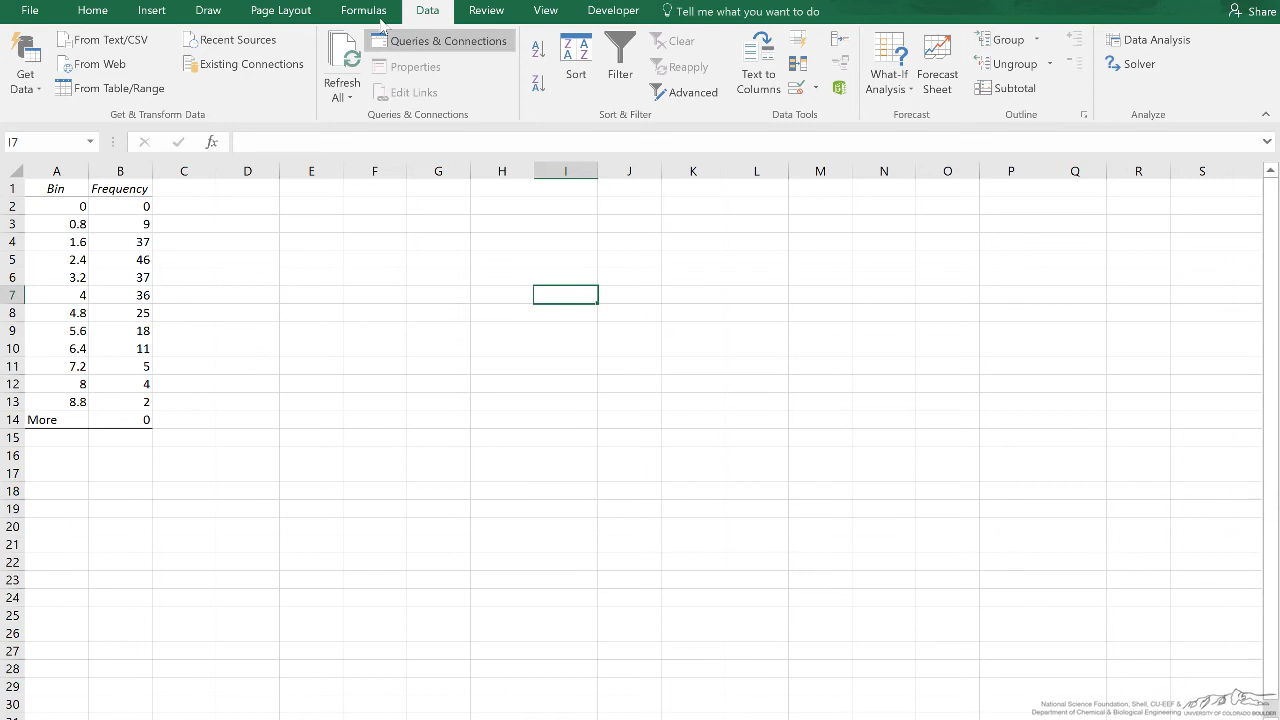 File Home Insert Draw Page Layout Formulas Data Review View Developer Tell me what you want to do Share
From Text/CSV Recent Sources Queries & Connections Clear Group Data Analysis
From Web Existing Connections Properties Reapply Ungroup Solver
From Table/Range Edit Links Advanced Subtotal
Get Data Refresh All Sort Filter Text to Columns What-If Analysis Forecast Sheet
Get & Transform Data Queries & Connections Sort & Filter Data Tools Forecast Outline Analyze
I7 fx
A B C D E F G H I J K L M N O P Q R S
1 Bin Frequency
2 0 0
3 0.8 9
4 1.6 37
5 2.4 46
6 3.2 37
7 4 36
8 4.8 25
9 5.6 18
10 6.4 11
11 7.2 5
12 8 4
13 8.8 2
14 More 0
15
16
17
18
19
20
21
22
23
24
25
26
27
28
29
30
National Science Foundation, Shell, CU-EEF &
Department of Chemical & Biological Engineering UNIVERSITY OF COLORADO BOULDER